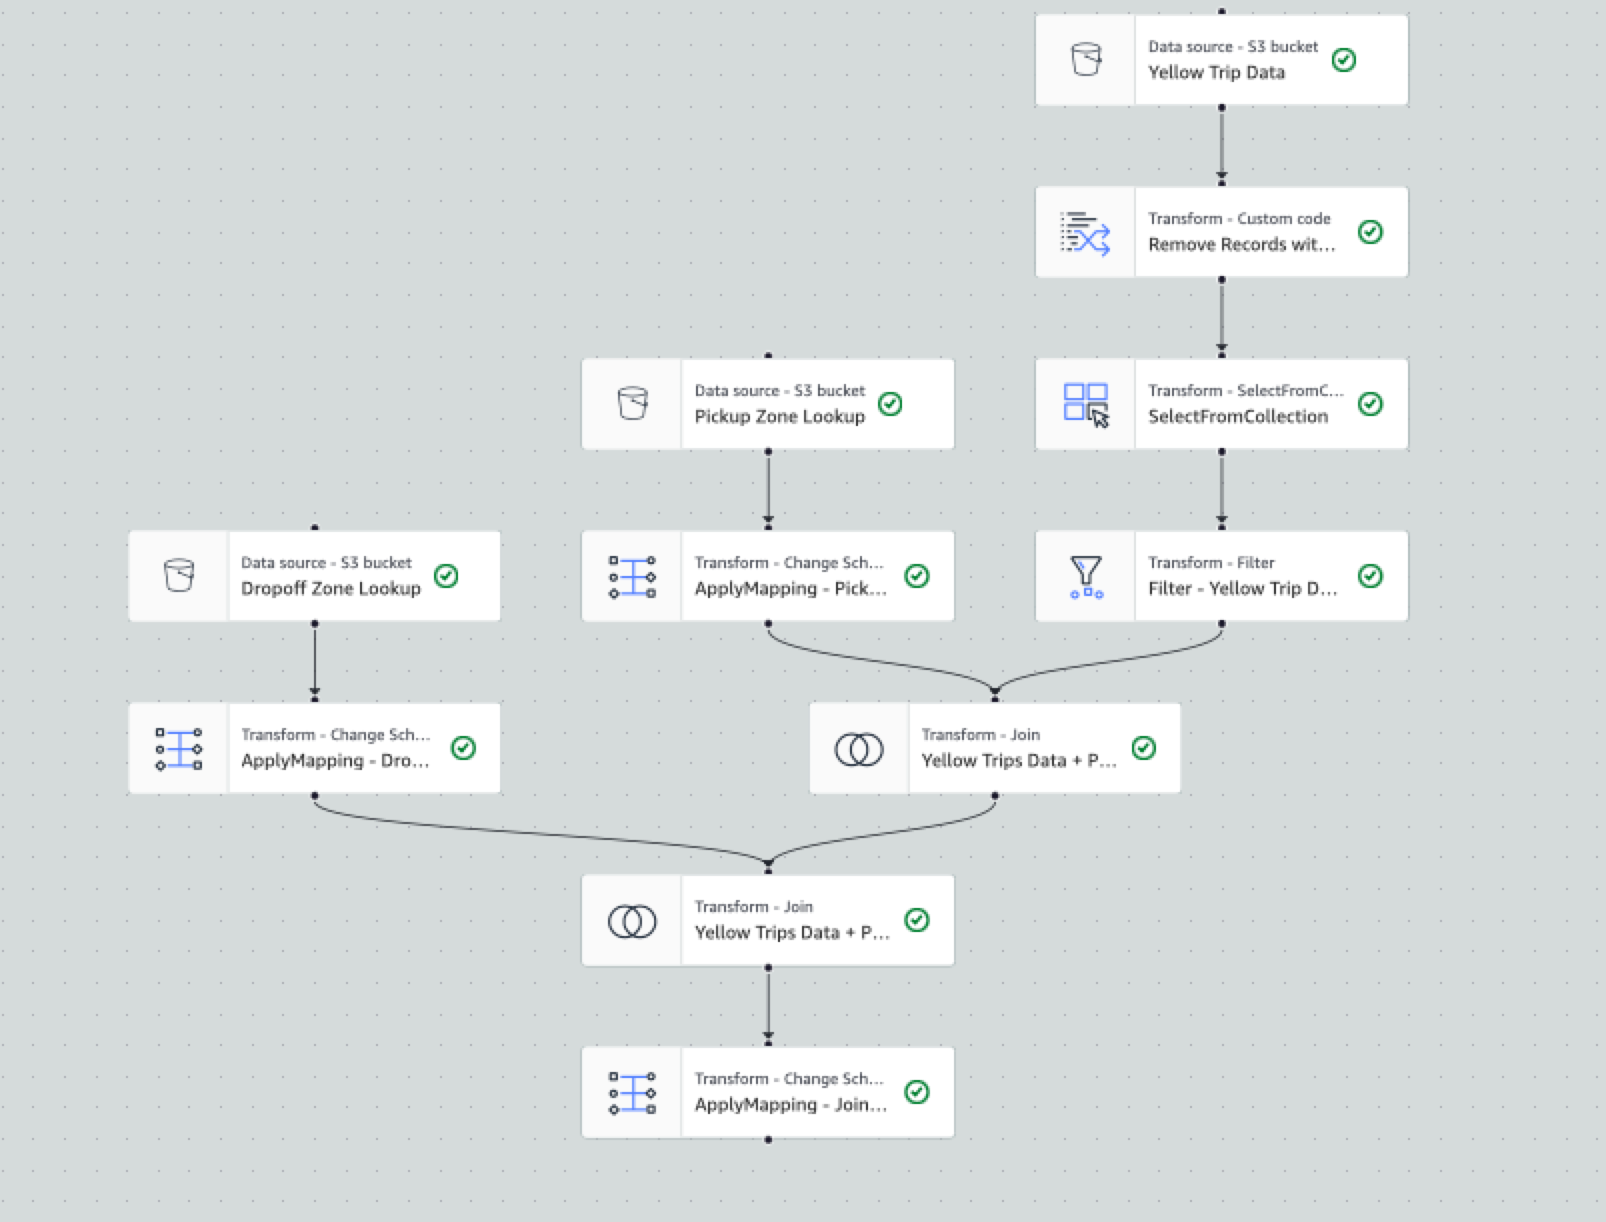 Data source - S3 bucket
Yellow Trip Data
Transform - Custom code
Remove Records wit...
Data source - S3 bucket
Pickup Zone Lookup
Transform - SelectFromC...
SelectFromCollection
Data source - S3 bucket
Dropoff Zone Lookup
Transform - Change Sch...
ApplyMapping - Pick...
Transform - Filter
Filter - Yellow Trip D...
Transform - Change Sch...
ApplyMapping - Dro...
Transform - Join
Yellow Trips Data + P...
Transform - Join
Yellow Trips Data + P...
Transform - Change Sch...
ApplyMapping - Join...